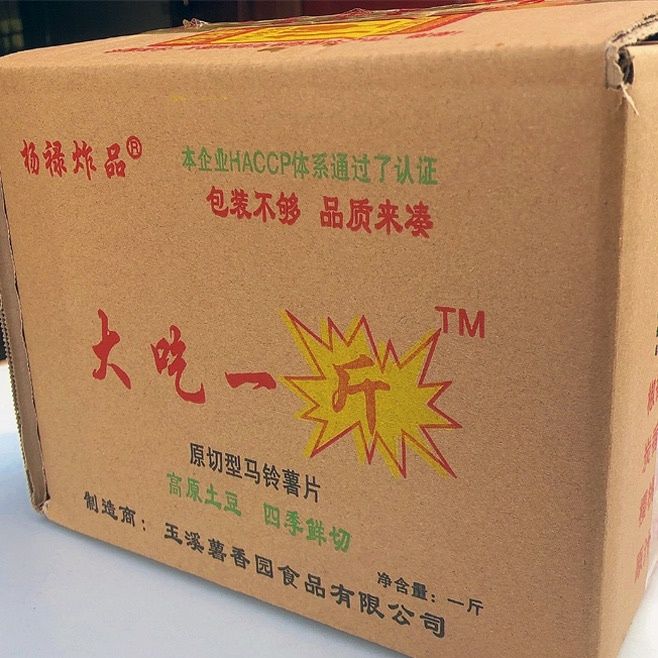 杨禄炸品®
本企业HACCP体系通过了认证
包装不够 品质来凑
大吃一斤TM
原切型马铃薯片
高原土豆 四季鲜切
制造商：玉溪薯香园食品有限公司
净含量：一斤